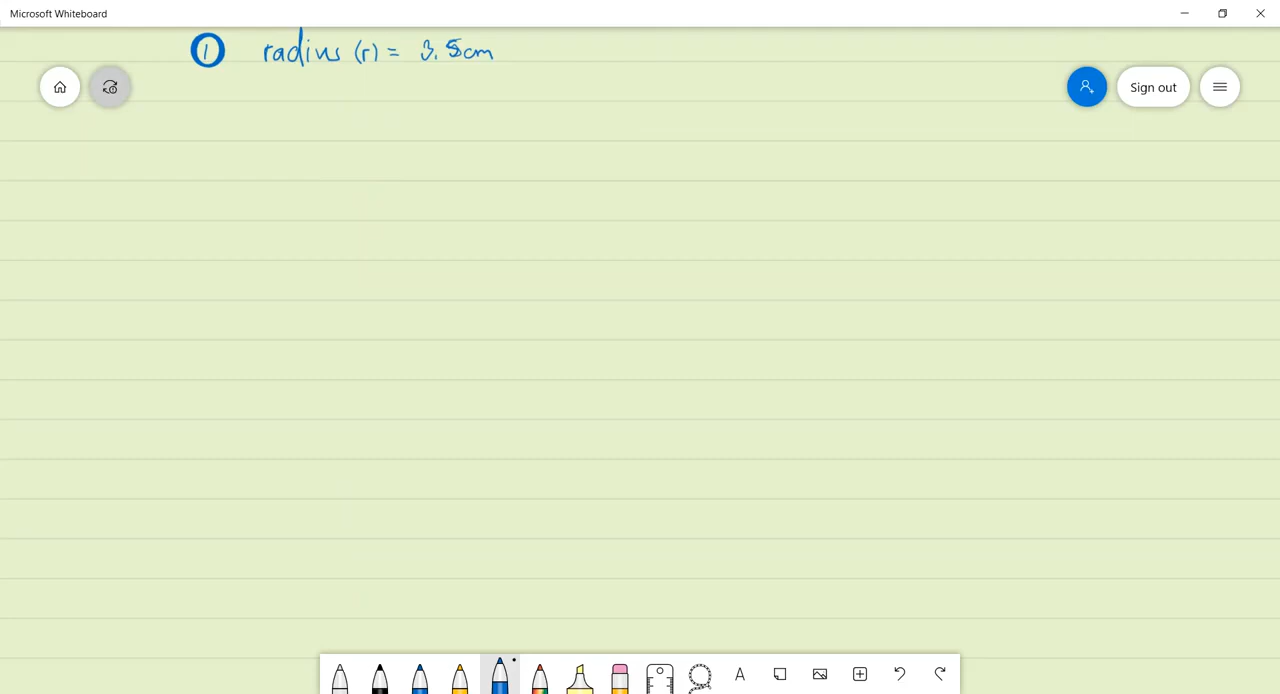 Microsoft Whiteboard
① radius (r) = 3.5cm
Sign out
A